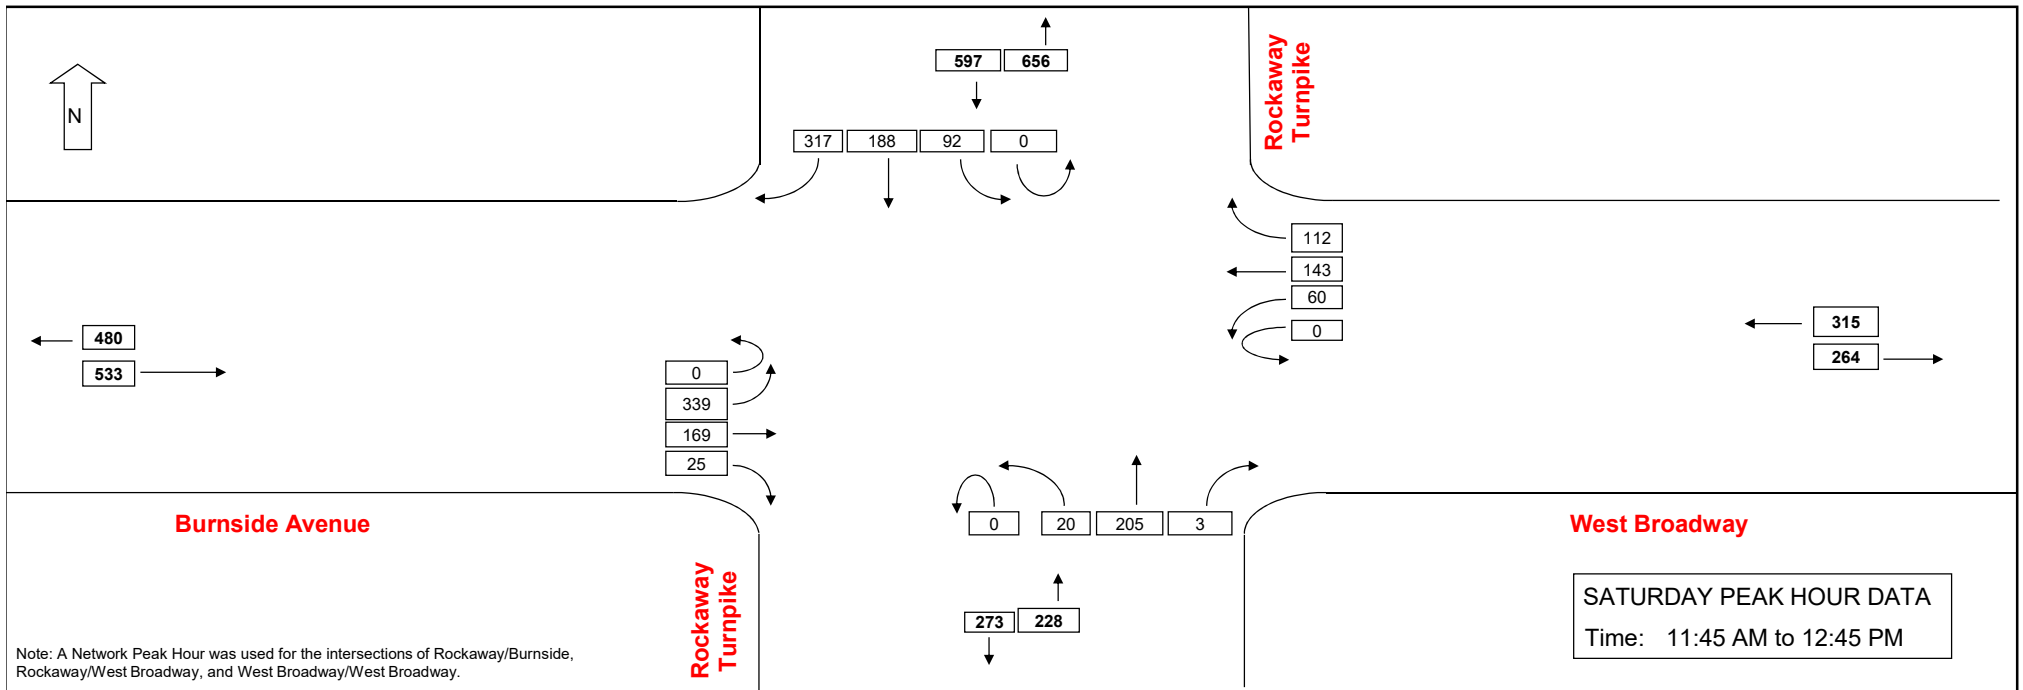 597 656
N
Rockaway
Turnpike
317 188 92 0
112
143
60
0
480
533
315
264
0
339
169
25
0 20 205 3
Burnside Avenue
West Broadway
Rockaway
Turnpike
273 228
SATURDAY PEAK HOUR DATA
Time: 11:45 AM to 12:45 PM
Note: A Network Peak Hour was used for the intersections of Rockaway/Burnside,
Rockaway/West Broadway, and West Broadway/West Broadway.